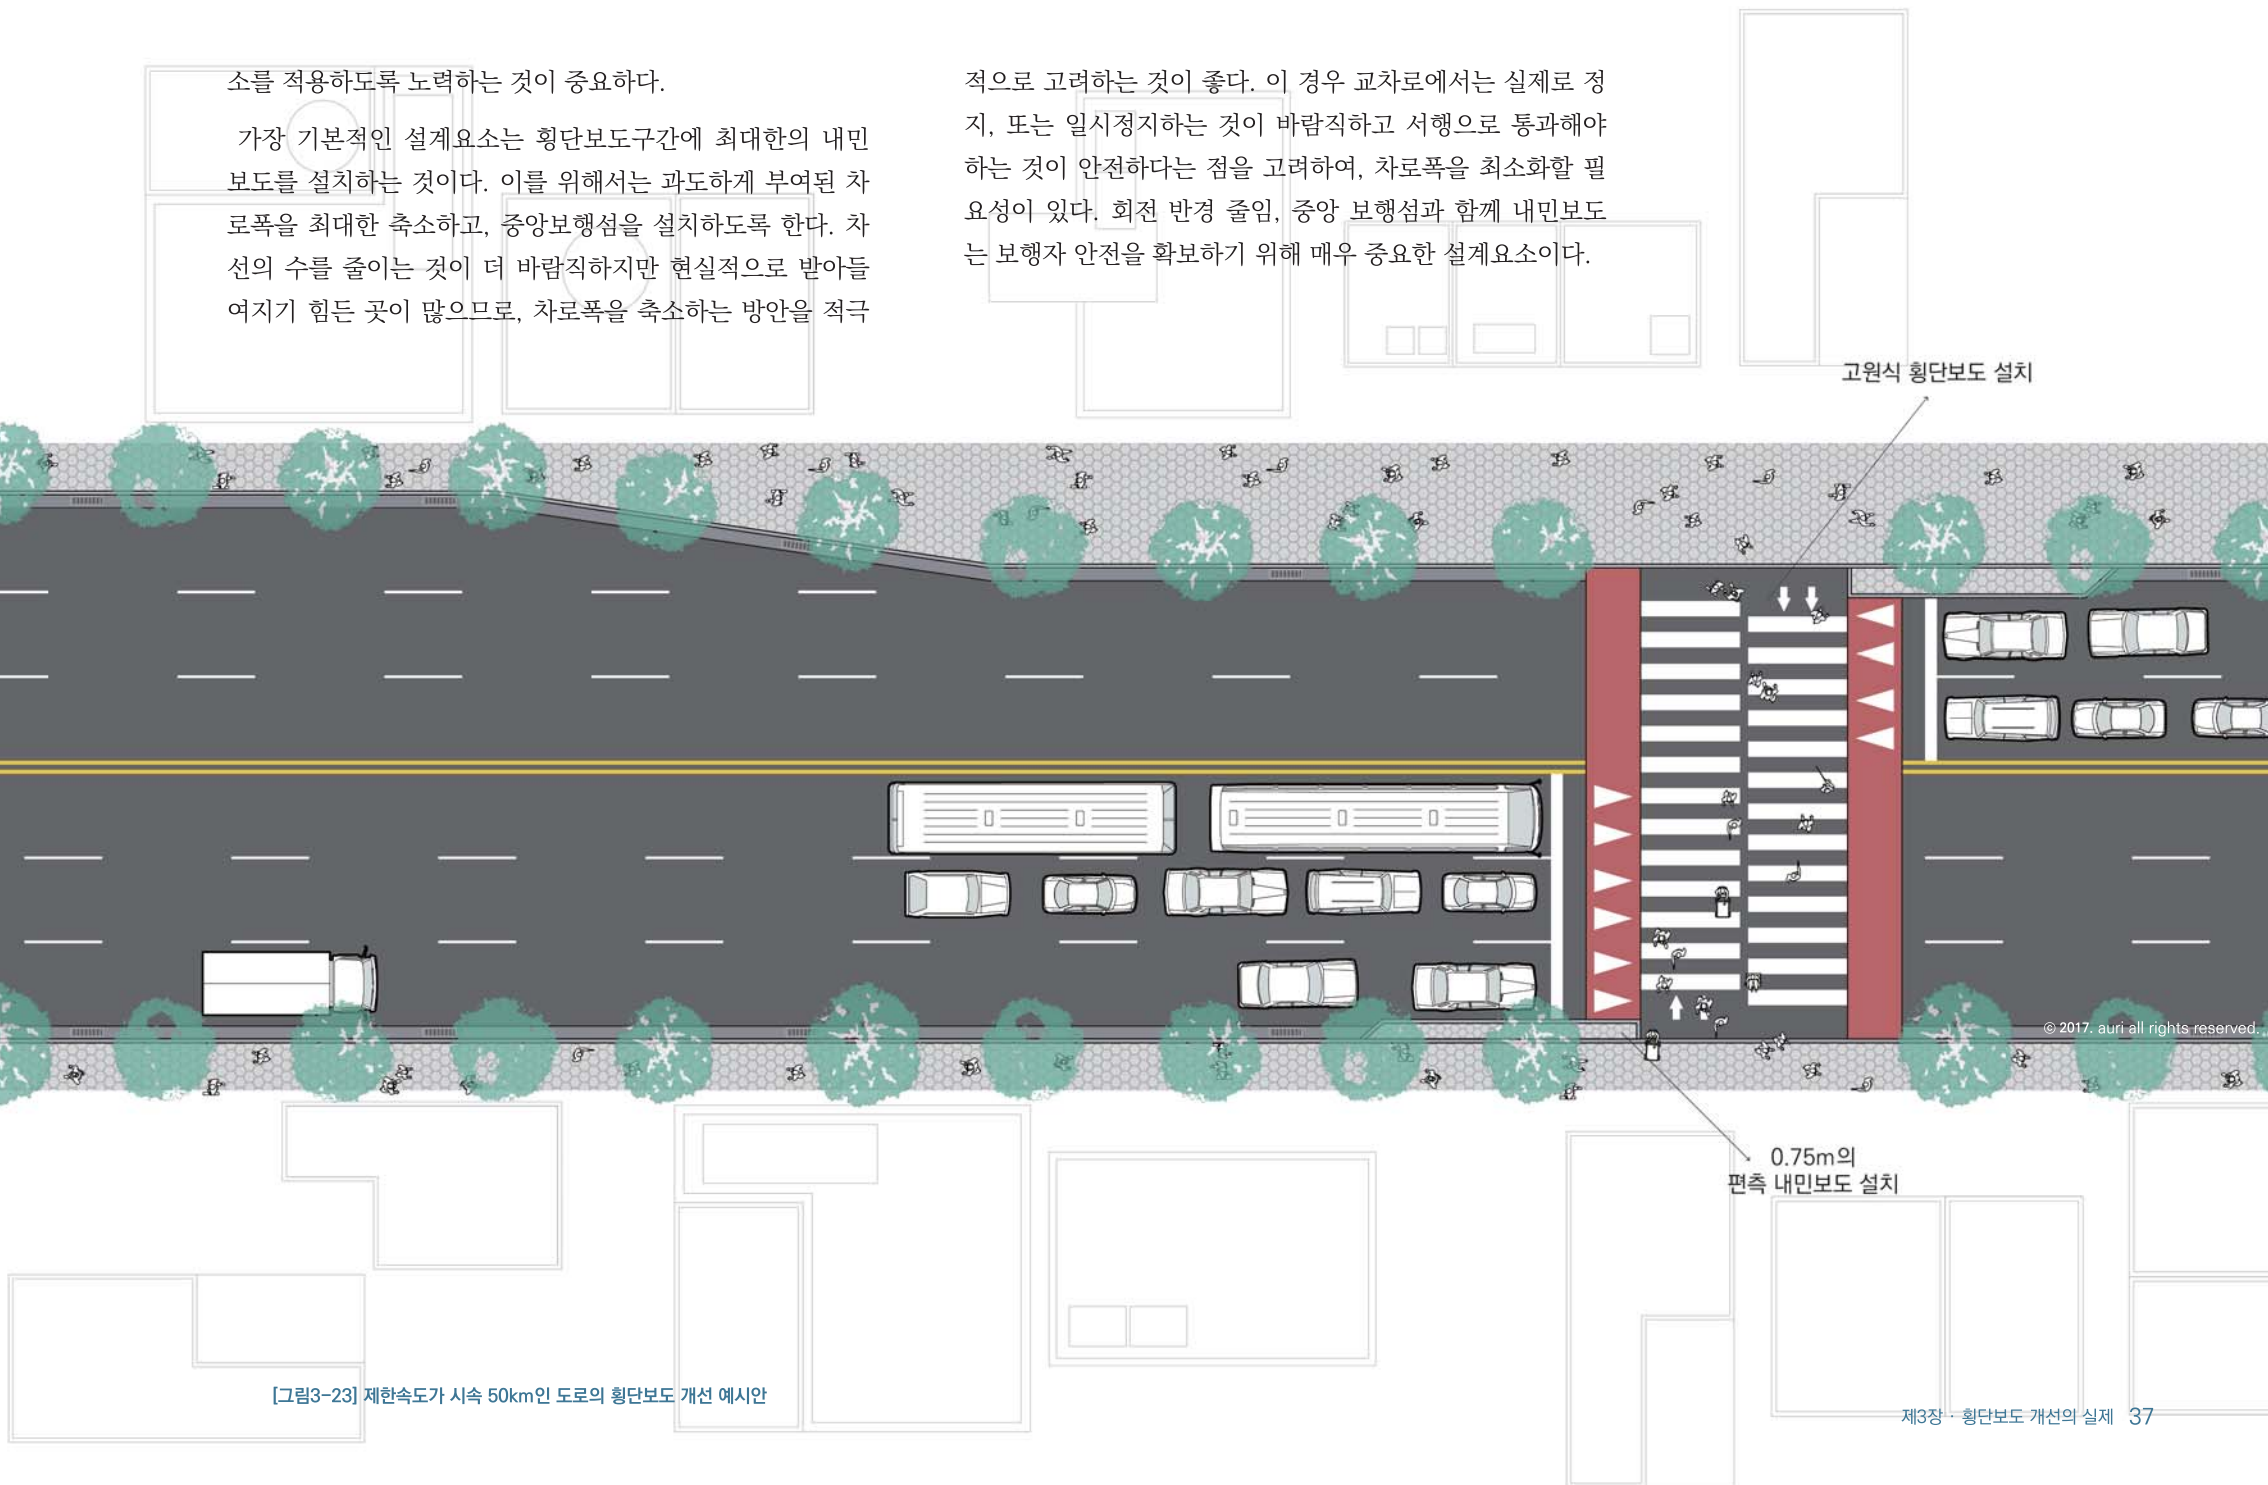 소를 적용하도록 노력하는 것이 중요하다.
가장 기본적인 설계요소는 횡단보도구간에 최대한의 내민
보도를 설치하는 것이다. 이를 위해서는 과도하게 부여된 차
로폭을 최대한 축소하고, 중앙보행섬을 설치하도록 한다. 차
선의 수를 줄이는 것이 더 바람직하지만 현실적으로 받아들
여지기 힘든 곳이 많으므로, 차로폭을 축소하는 방안을 적극
적으로 고려하는 것이 좋다. 이 경우 교차로에서는 실제로 정
지, 또는 일시정지하는 것이 바람직하고 서행으로 통과해야
하는 것이 안전하다는 점을 고려하여, 차로폭을 최소화할 필
요성이 있다. 회전 반경 줄임, 중앙 보행섬과 함께 내민보도
는 보행자 안전을 확보하기 위해 매우 중요한 설계요소이다.
고원식 횡단보도 설치
© 2017. auri all rights reserved.
0.75m의
편측 내민보도 설치
[그림3-23] 제한속도가 시속 50km인 도로의 횡단보도 개선 예시안
제3장 · 횡단보도 개선의 실제 37